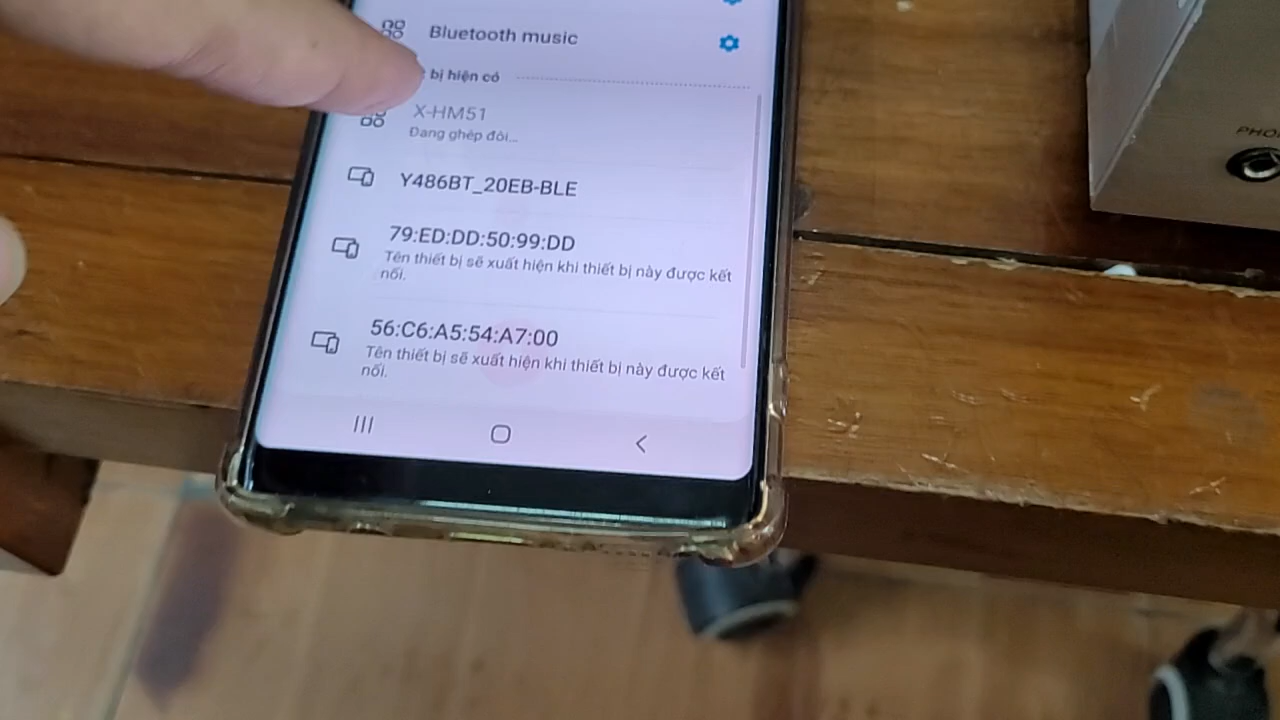 Bluetooth music
bị hiện có
X-HM51
Đang ghép đôi...
Y486BT_20EB-BLE
79:ED:DD:50:99:DD
Tên thiết bị sẽ xuất hiện khi thiết bị này được kết
nối.
56:C6:A5:54:A7:00
Tên thiết bị sẽ xuất hiện khi thiết bị này được kết
nối.